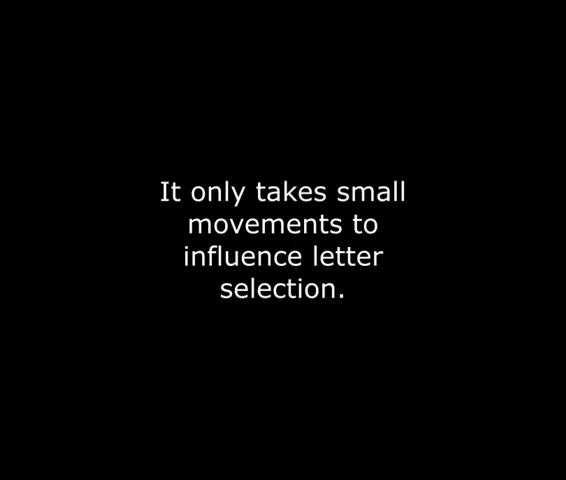 It only takes small
movements to
influence letter
selection.